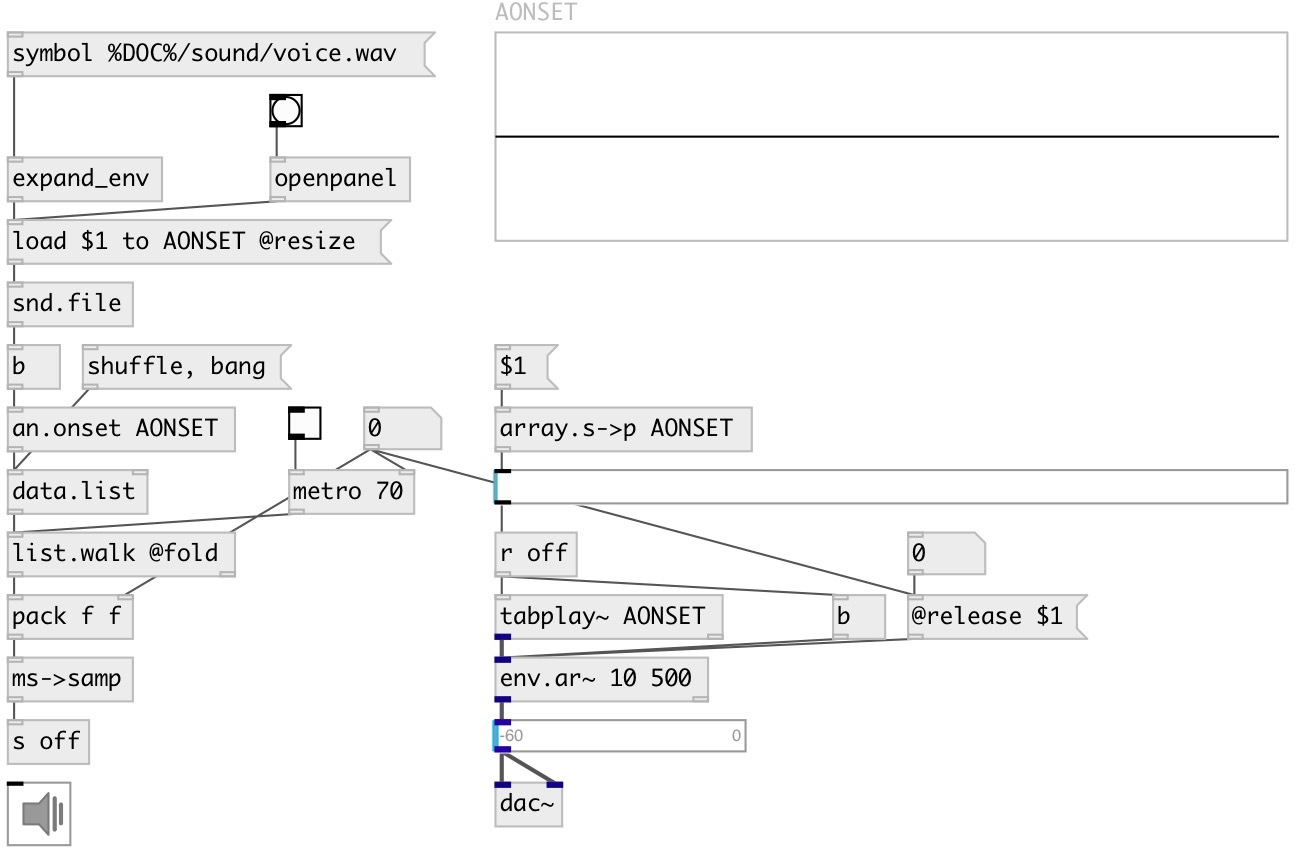 AONSET
symbol %DOC%/sound/voice.wav
expand_env
openpanel
load $1 to AONSET @resize
snd.file
b
shuffle, bang
$1
an.onset AONSET
0
array.s->p AONSET
data.list
metro 70
list.walk @fold
r off
0
pack f f
tabplay~ AONSET
b
@release $1
ms->samp
env.ar~ 10 500
s off
-60
0
dac~